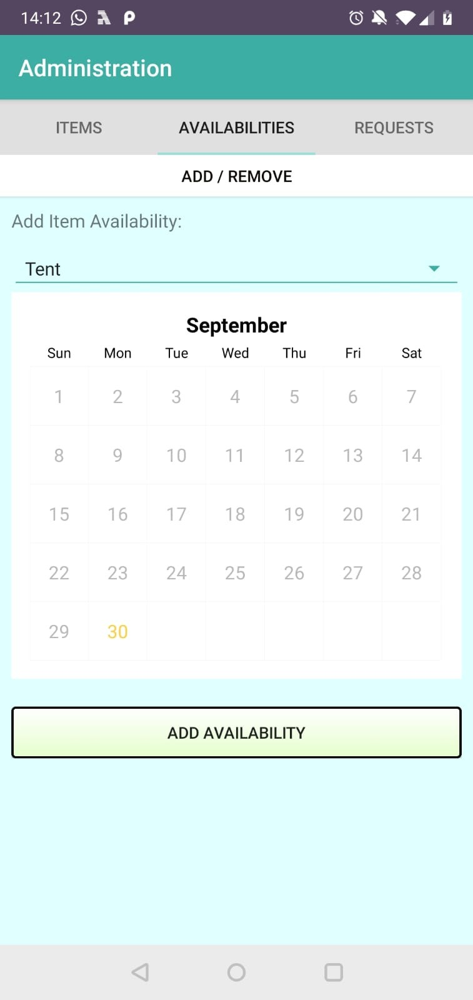 14:12
Administration
ITEMS AVAILABILITIES REQUESTS
ADD / REMOVE
Add Item Availability:
Tent
September
Sun Mon Tue Wed Thu Fri Sat
1 2 3 4 5 6 7
8 9 10 11 12 13 14
15 16 17 18 19 20 21
22 23 24 25 26 27 28
29 30
ADD AVAILABILITY